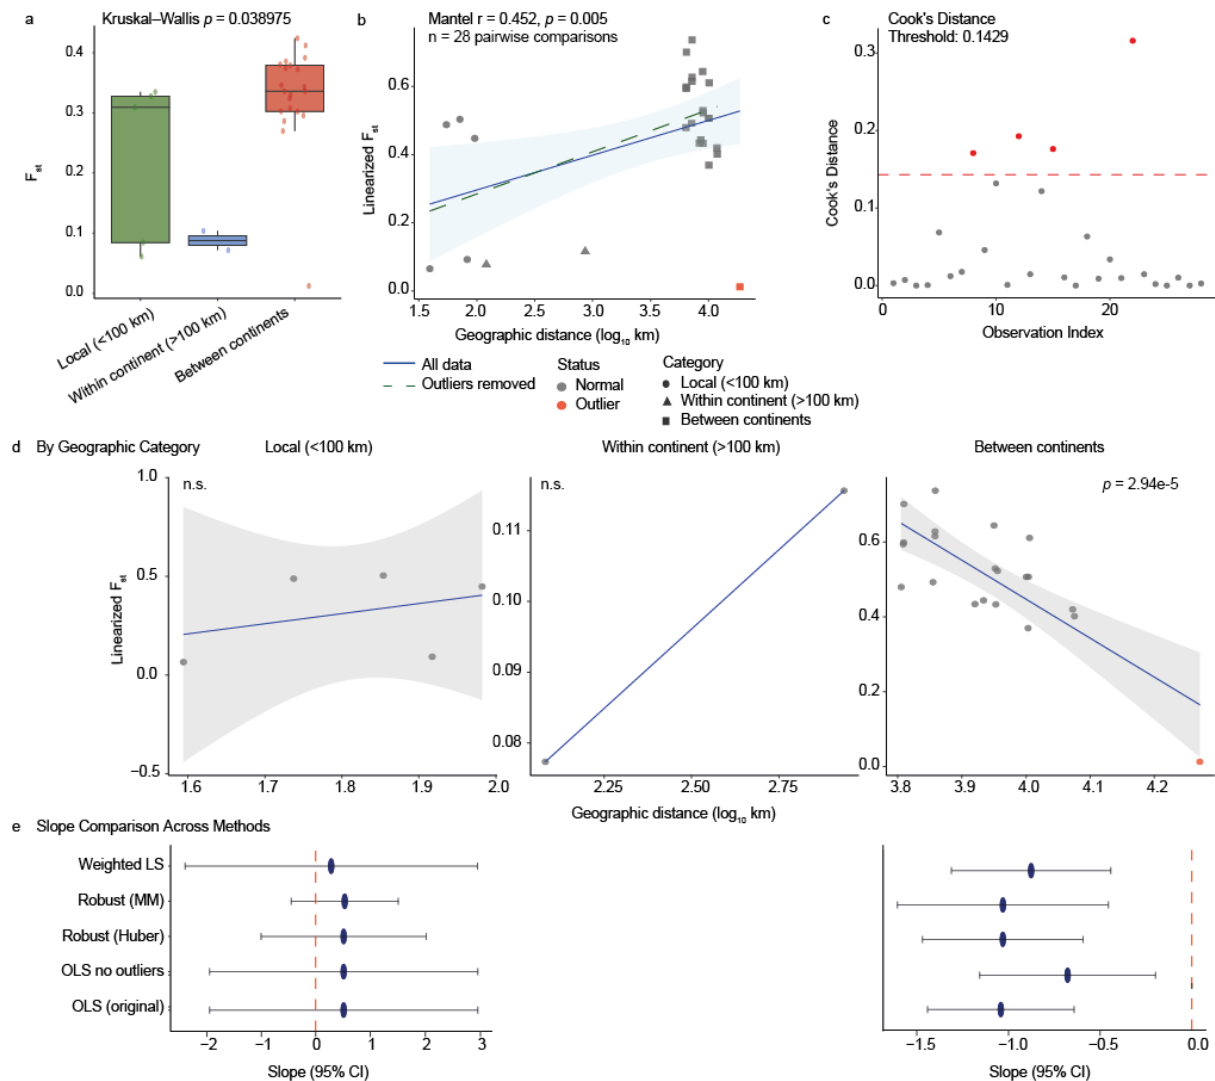 a
Kruskal–Wallis p = 0.038975
0.4
0.3
0.2
0.1
0.0
Fst
Local (<100 km)
Within continent (>100 km)
Between continents
b
Mantel r = 0.452, p = 0.005
n = 28 pairwise comparisons
0.6
0.4
0.2
0.0
Linearized Fst
1.5 2.0 2.5 3.0 3.5 4.0
Geographic distance (log10 km)
All data
Outliers removed
Status
Normal
Outlier
Category
Local (<100 km)
Within continent (>100 km)
Between continents
c
Cook's Distance
Threshold: 0.1429
0.3
0.2
0.1
0.0
Cook's Distance
10 20
Observation Index
d By Geographic Category
Local (<100 km)
Within continent (>100 km)
Between continents
1.0
0.5
0.0
−0.5
Linearized Fst
n.s.
1.6 1.7 1.8 1.9 2.0
n.s.
0.11
0.10
0.09
0.08
2.25 2.50 2.75
p = 2.94e-5
0.6
0.4
0.2
0.0
3.8 3.9 4.0 4.1 4.2
Geographic distance (log10 km)
e Slope Comparison Across Methods
Weighted LS
Robust (MM)
Robust (Huber)
OLS no outliers
OLS (original)
−2 −1 0 1 2 3
Slope (95% CI)
−1.5 −1.0 −0.5 0.0
Slope (95% CI)